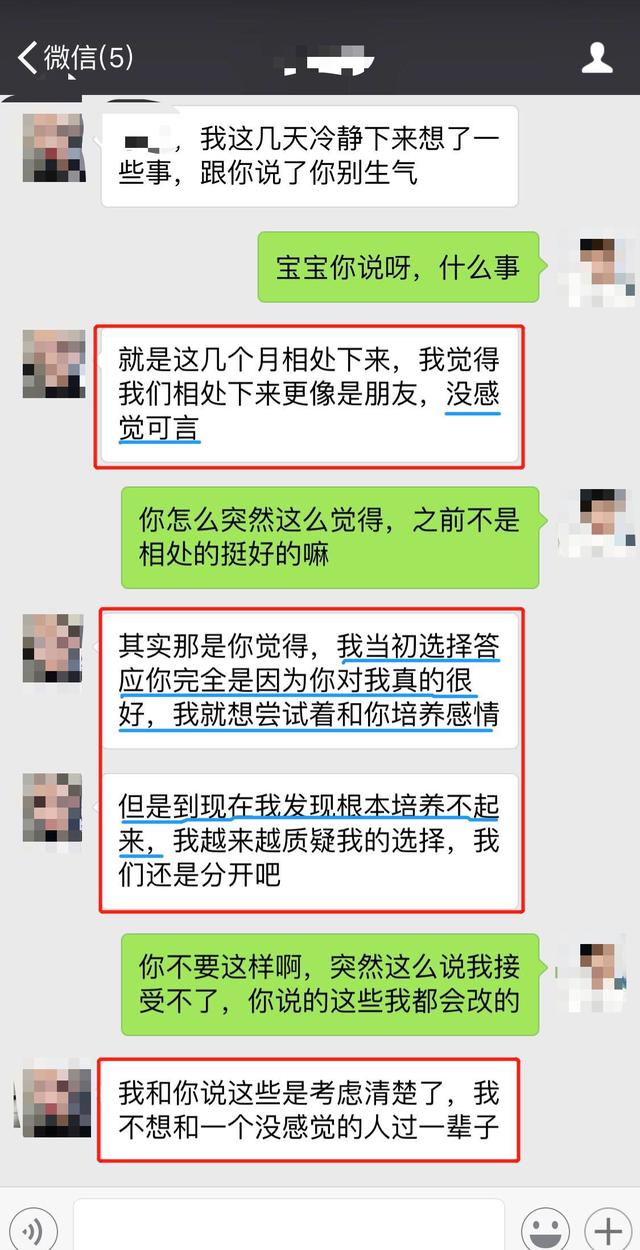 微信(5)
，我这几天冷静下来想了一
些事，跟你说了你别生气
宝宝你说呀，什么事
就是这几个月相处下来，我觉得
我们相处下来更像是朋友，没感
觉可言
你怎么突然这么觉得，之前不是
相处的挺好的嘛
其实那是你觉得，我当初选择答
应你完全是因为你对我真的很
好，我就想尝试着和你培养感情
但是到现在我发现根本培养不起
来，我越来越质疑我的选择，我
们还是分开吧
你不要这样啊，突然这么说我接
受不了，你说的这些我都会改的
我和你说这些是考虑清楚了，我
不想和一个没感觉的人过一辈子